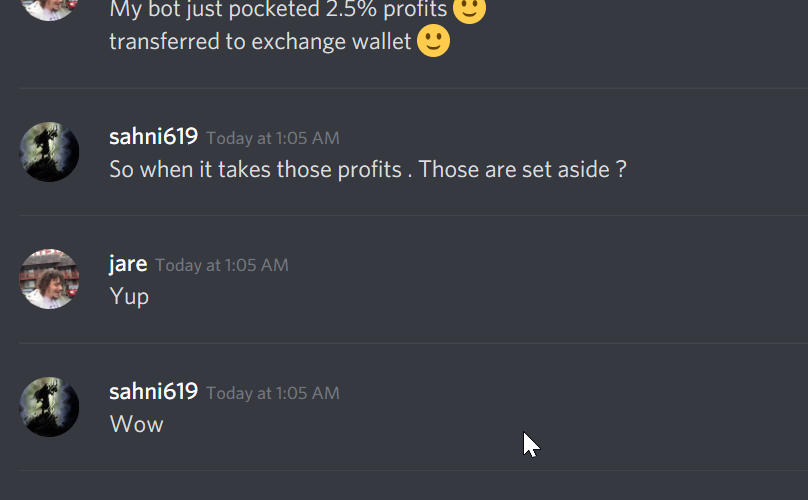 My bot just pocketed 2.5% profits 🙂
transferred to exchange wallet 🙂
sahni619 Today at 1:05 AM
So when it takes those profits . Those are set aside ?
jare Today at 1:05 AM
Yup
sahni619 Today at 1:05 AM
Wow